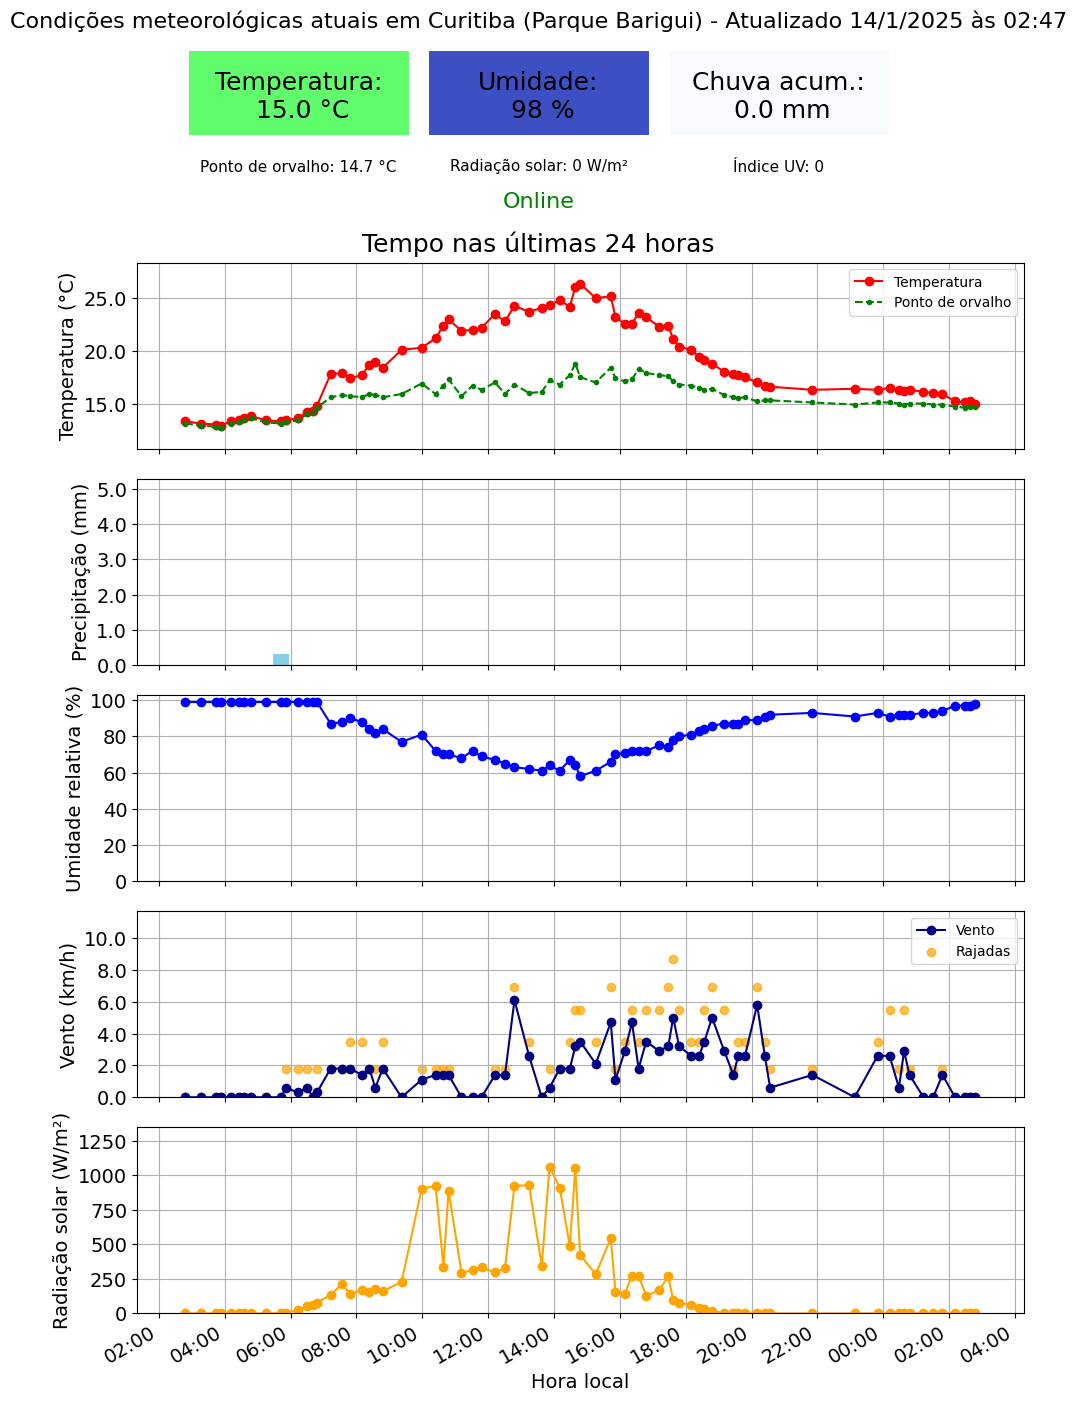 Condições meteorológicas atuais em Curitiba (Parque Barigui) - Atualizado 14/1/2025 às 02:47
Temperatura:
15.0 °C
Umidade:
98 %
Chuva acum.:
0.0 mm
Ponto de orvalho: 14.7 °C
Radiação solar: 0 W/m²
Índice UV: 0
Online
Tempo nas últimas 24 horas
Temperatura (°C)
25.0
20.0
15.0
Temperatura
Ponto de orvalho
Precipitação (mm)
5.0
4.0
3.0
2.0
1.0
0.0
Umidade relativa (%)
100
80
60
40
20
0
Vento (km/h)
10.0
8.0
6.0
4.0
2.0
0.0
Vento
Rajadas
Radiação solar (W/m²)
1250
1000
750
500
250
0
02:00 04:00 06:00 08:00 10:00 12:00 14:00 16:00 18:00 20:00 22:00 00:00 02:00 04:00
Hora local